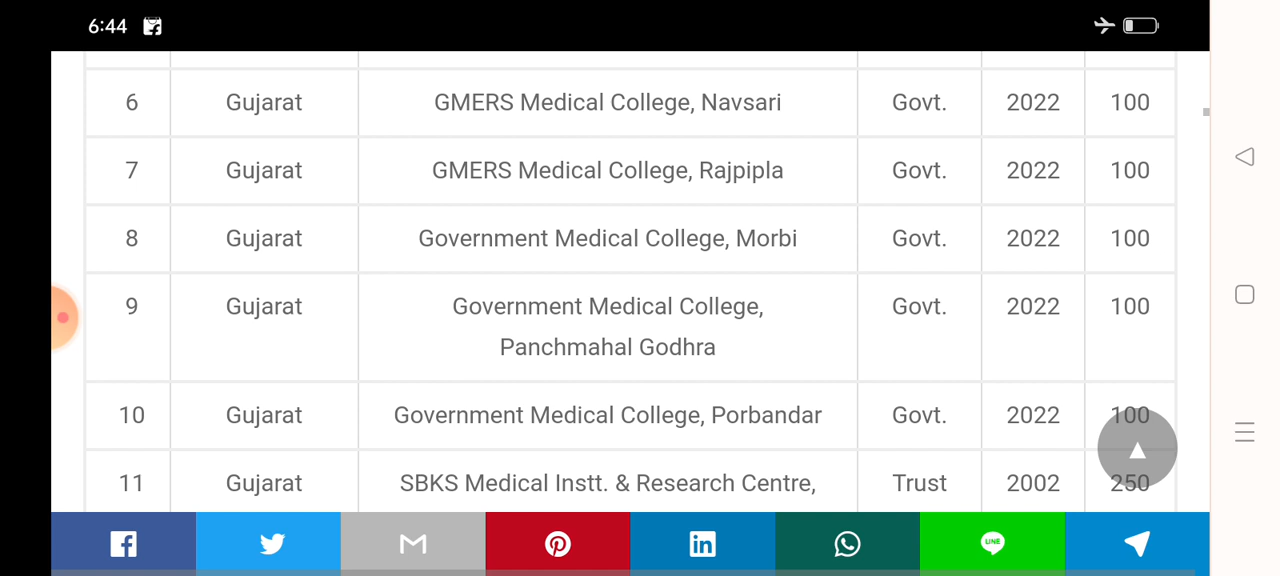 6:44
6 Gujarat GMERS Medical College, Navsari Govt. 2022 100
7 Gujarat GMERS Medical College, Rajpipla Govt. 2022 100
8 Gujarat Government Medical College, Morbi Govt. 2022 100
9 Gujarat Government Medical College, Govt. 2022 100
Panchmahal Godhra
10 Gujarat Government Medical College, Porbandar Govt. 2022 100
11 Gujarat SBKS Medical Instt. & Research Centre, Trust 2002 250
LINE